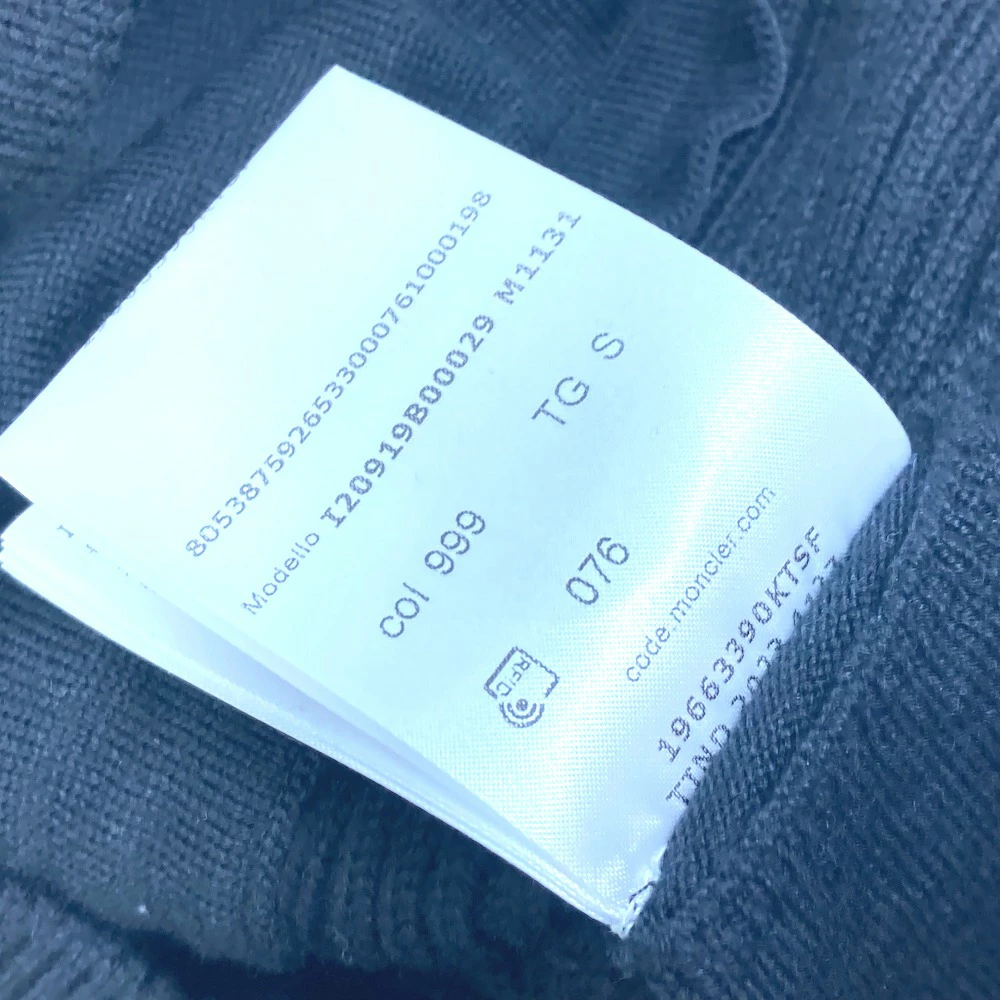 8053875926533000761000198
Modello I20919B00029 M1131
col 999 TG S
076
RFID
code.moncler.com
19663390KTSF